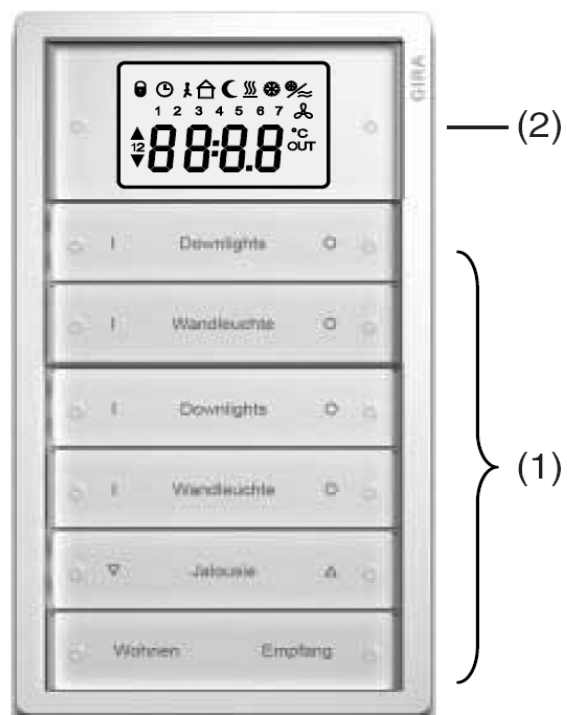 GIRA
1 2 3 4 5 6 7
12 88:8.8 °C
OUT
(2)
I Downlights O
I Wandleuchte O
I Downlights O
I Wandleuchte O
(1)
▽ Jalousie △
Wohnen Empfang